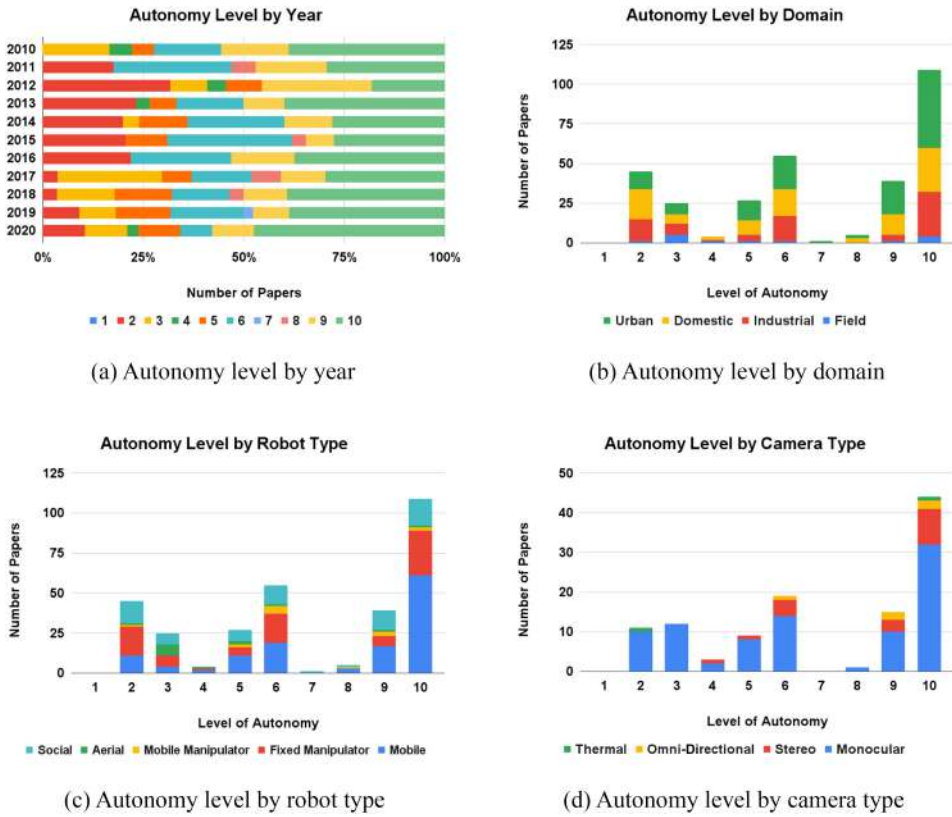 Autonomy Level by Year
2010
2011
2012
2013
2014
2015
2016
2017
2018
2019
2020
0% 25% 50% 75% 100%
Number of Papers
1 2 3 4 5 6 7 8 9 10
(a) Autonomy level by year
Autonomy Level by Domain
Number of Papers
125
100
75
50
25
0
1 2 3 4 5 6 7 8 9 10
Level of Autonomy
Urban Domestic Industrial Field
(b) Autonomy level by domain
Autonomy Level by Robot Type
Number of Papers
125
100
75
50
25
0
1 2 3 4 5 6 7 8 9 10
Level of Autonomy
Social Aerial Mobile Manipulator Fixed Manipulator Mobile
(c) Autonomy level by robot type
Autonomy Level by Camera Type
Number of Papers
50
40
30
20
10
0
1 2 3 4 5 6 7 8 9 10
Level of Autonomy
Thermal Omni-Directional Stereo Monocular
(d) Autonomy level by camera type